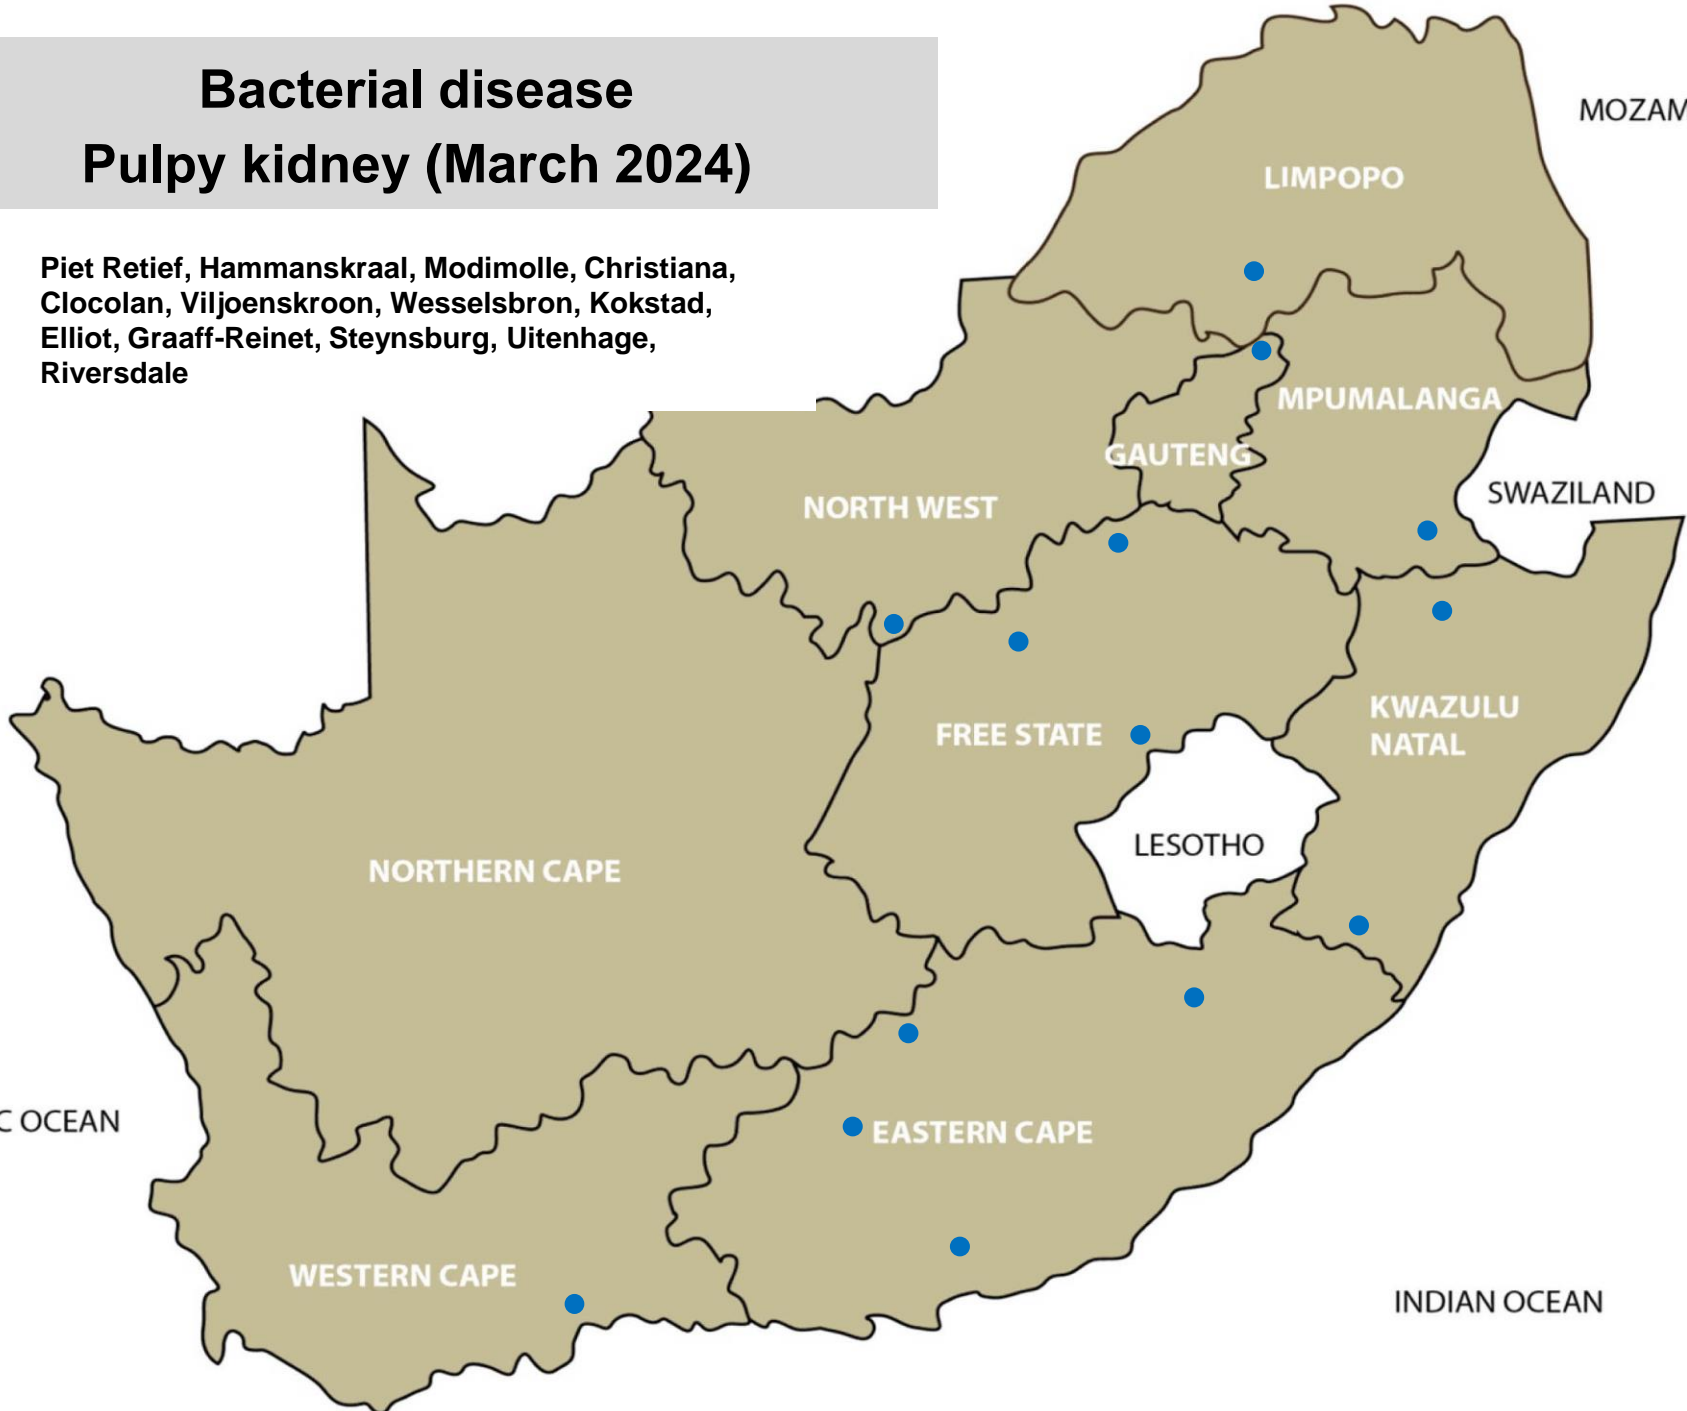 Bacterial disease
Pulpy kidney (March 2024)
Piet Retief, Hammanskraal, Modimolle, Christiana,
Clocolan, Viljoenskroon, Wesselsbron, Kokstad,
Elliot, Graaff-Reinet, Steynsburg, Uitenhage,
Riversdale
MOZAM
LIMPOPO
MPUMALANGA
GAUTENG
SWAZILAND
NORTH WEST
KWAZULU
NATAL
FREE STATE
LESOTHO
NORTHERN CAPE
C OCEAN
EASTERN CAPE
WESTERN CAPE
INDIAN OCEAN